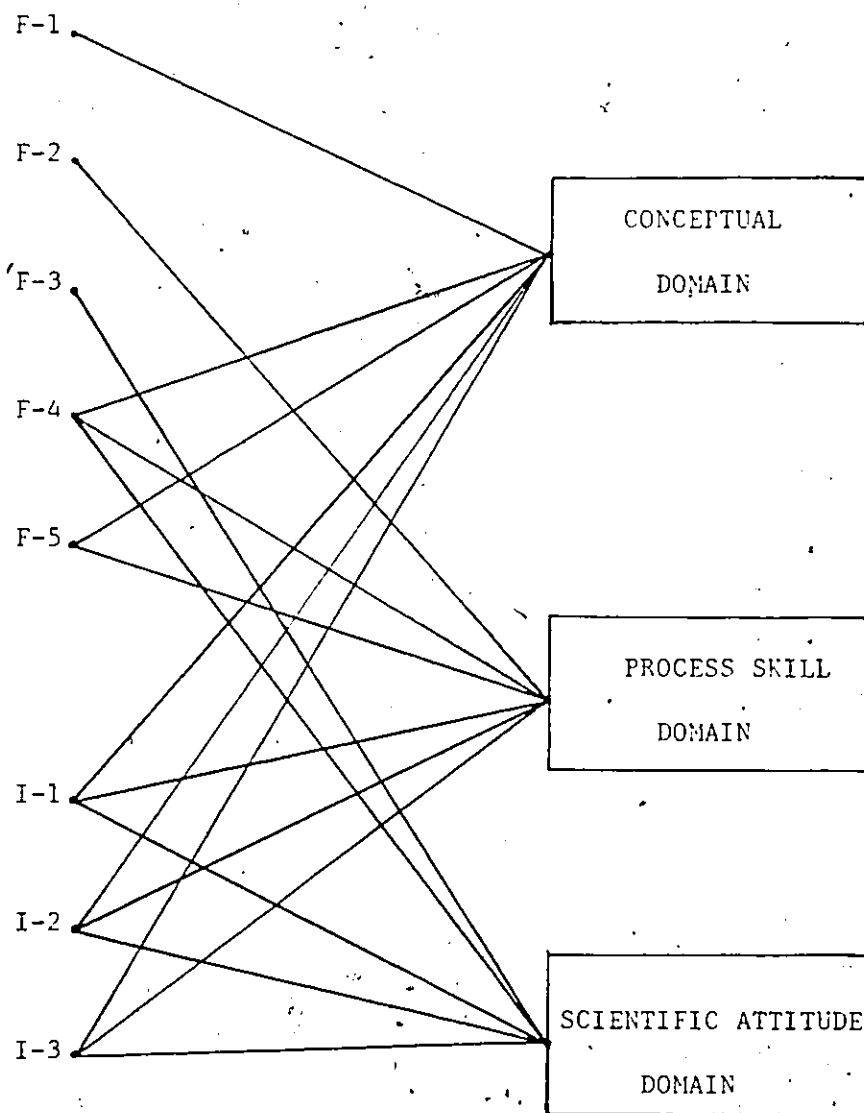 F-1
F-2
CONCEPTUAL
DOMAIN
F-3
F-4
F-5
PROCESS SKILL
DOMAIN
I-1
I-2
SCIENTIFIC ATTITUDE
DOMAIN
I-3